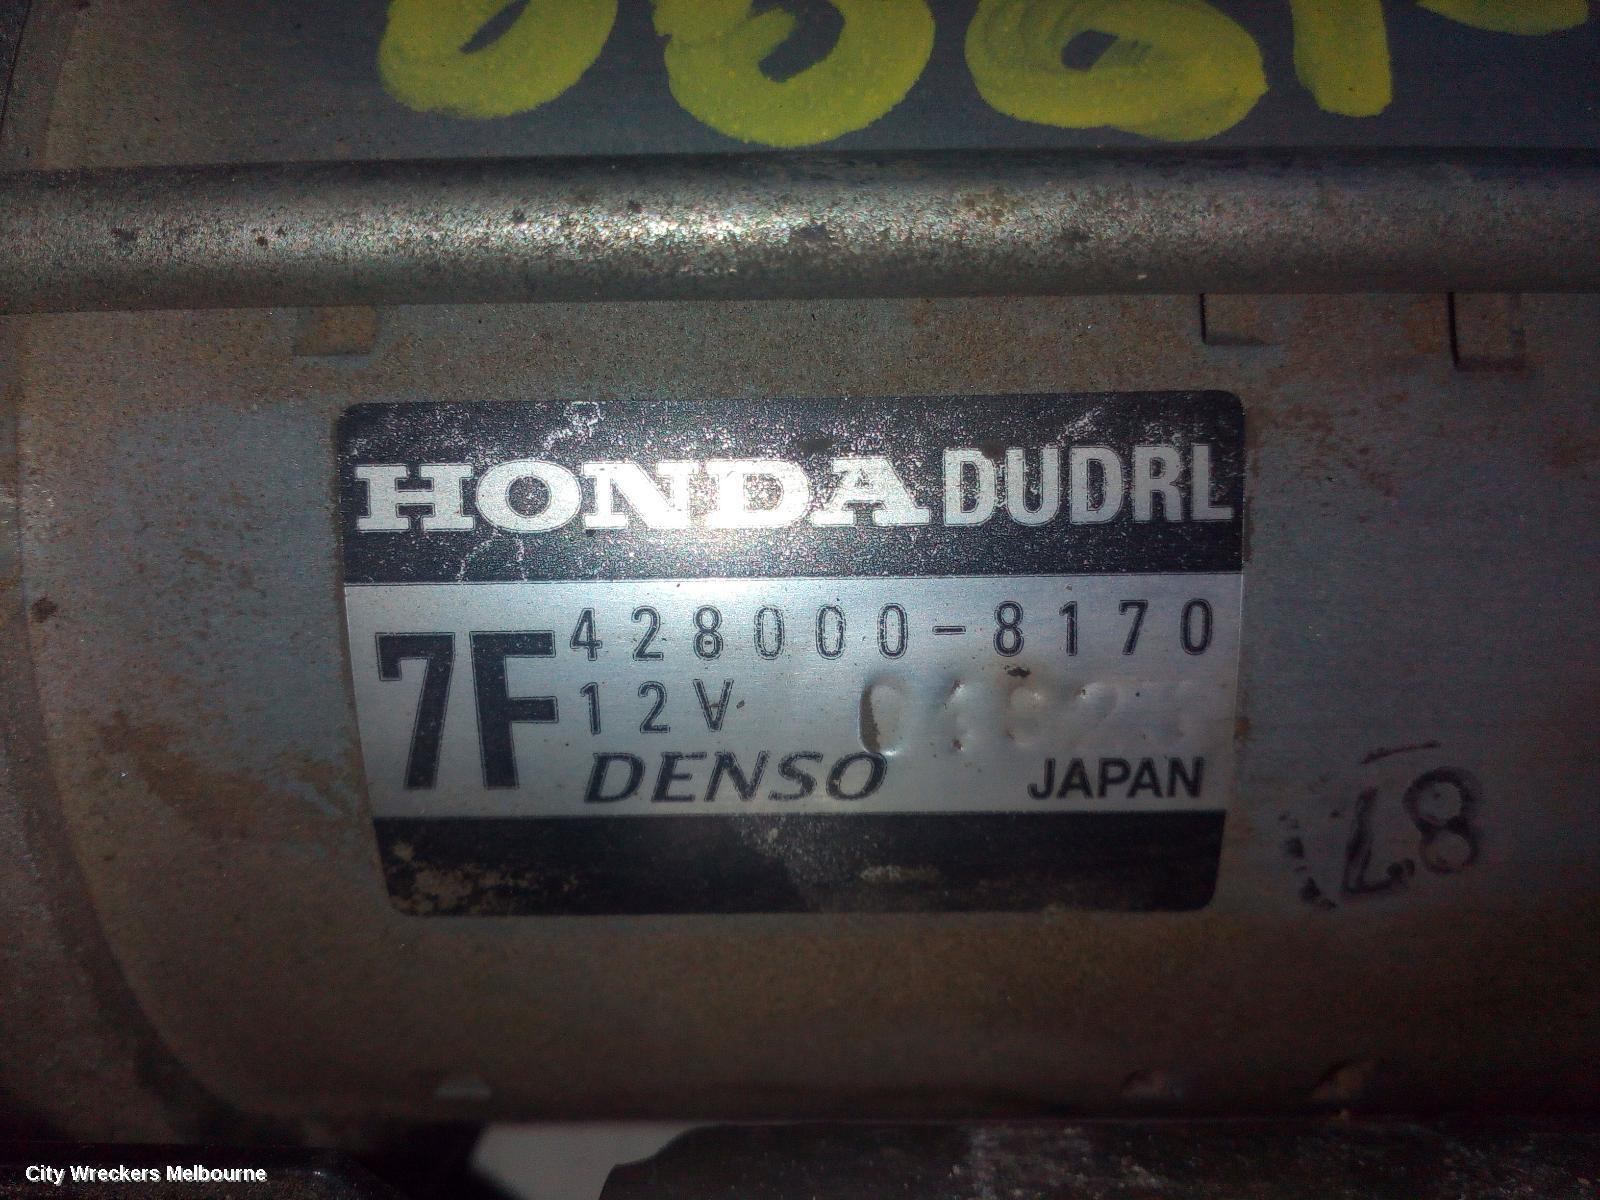 HONDA DUDRL
7F
428000-8170
12V
DENSO
JAPAN
City Wreckers Melbourne